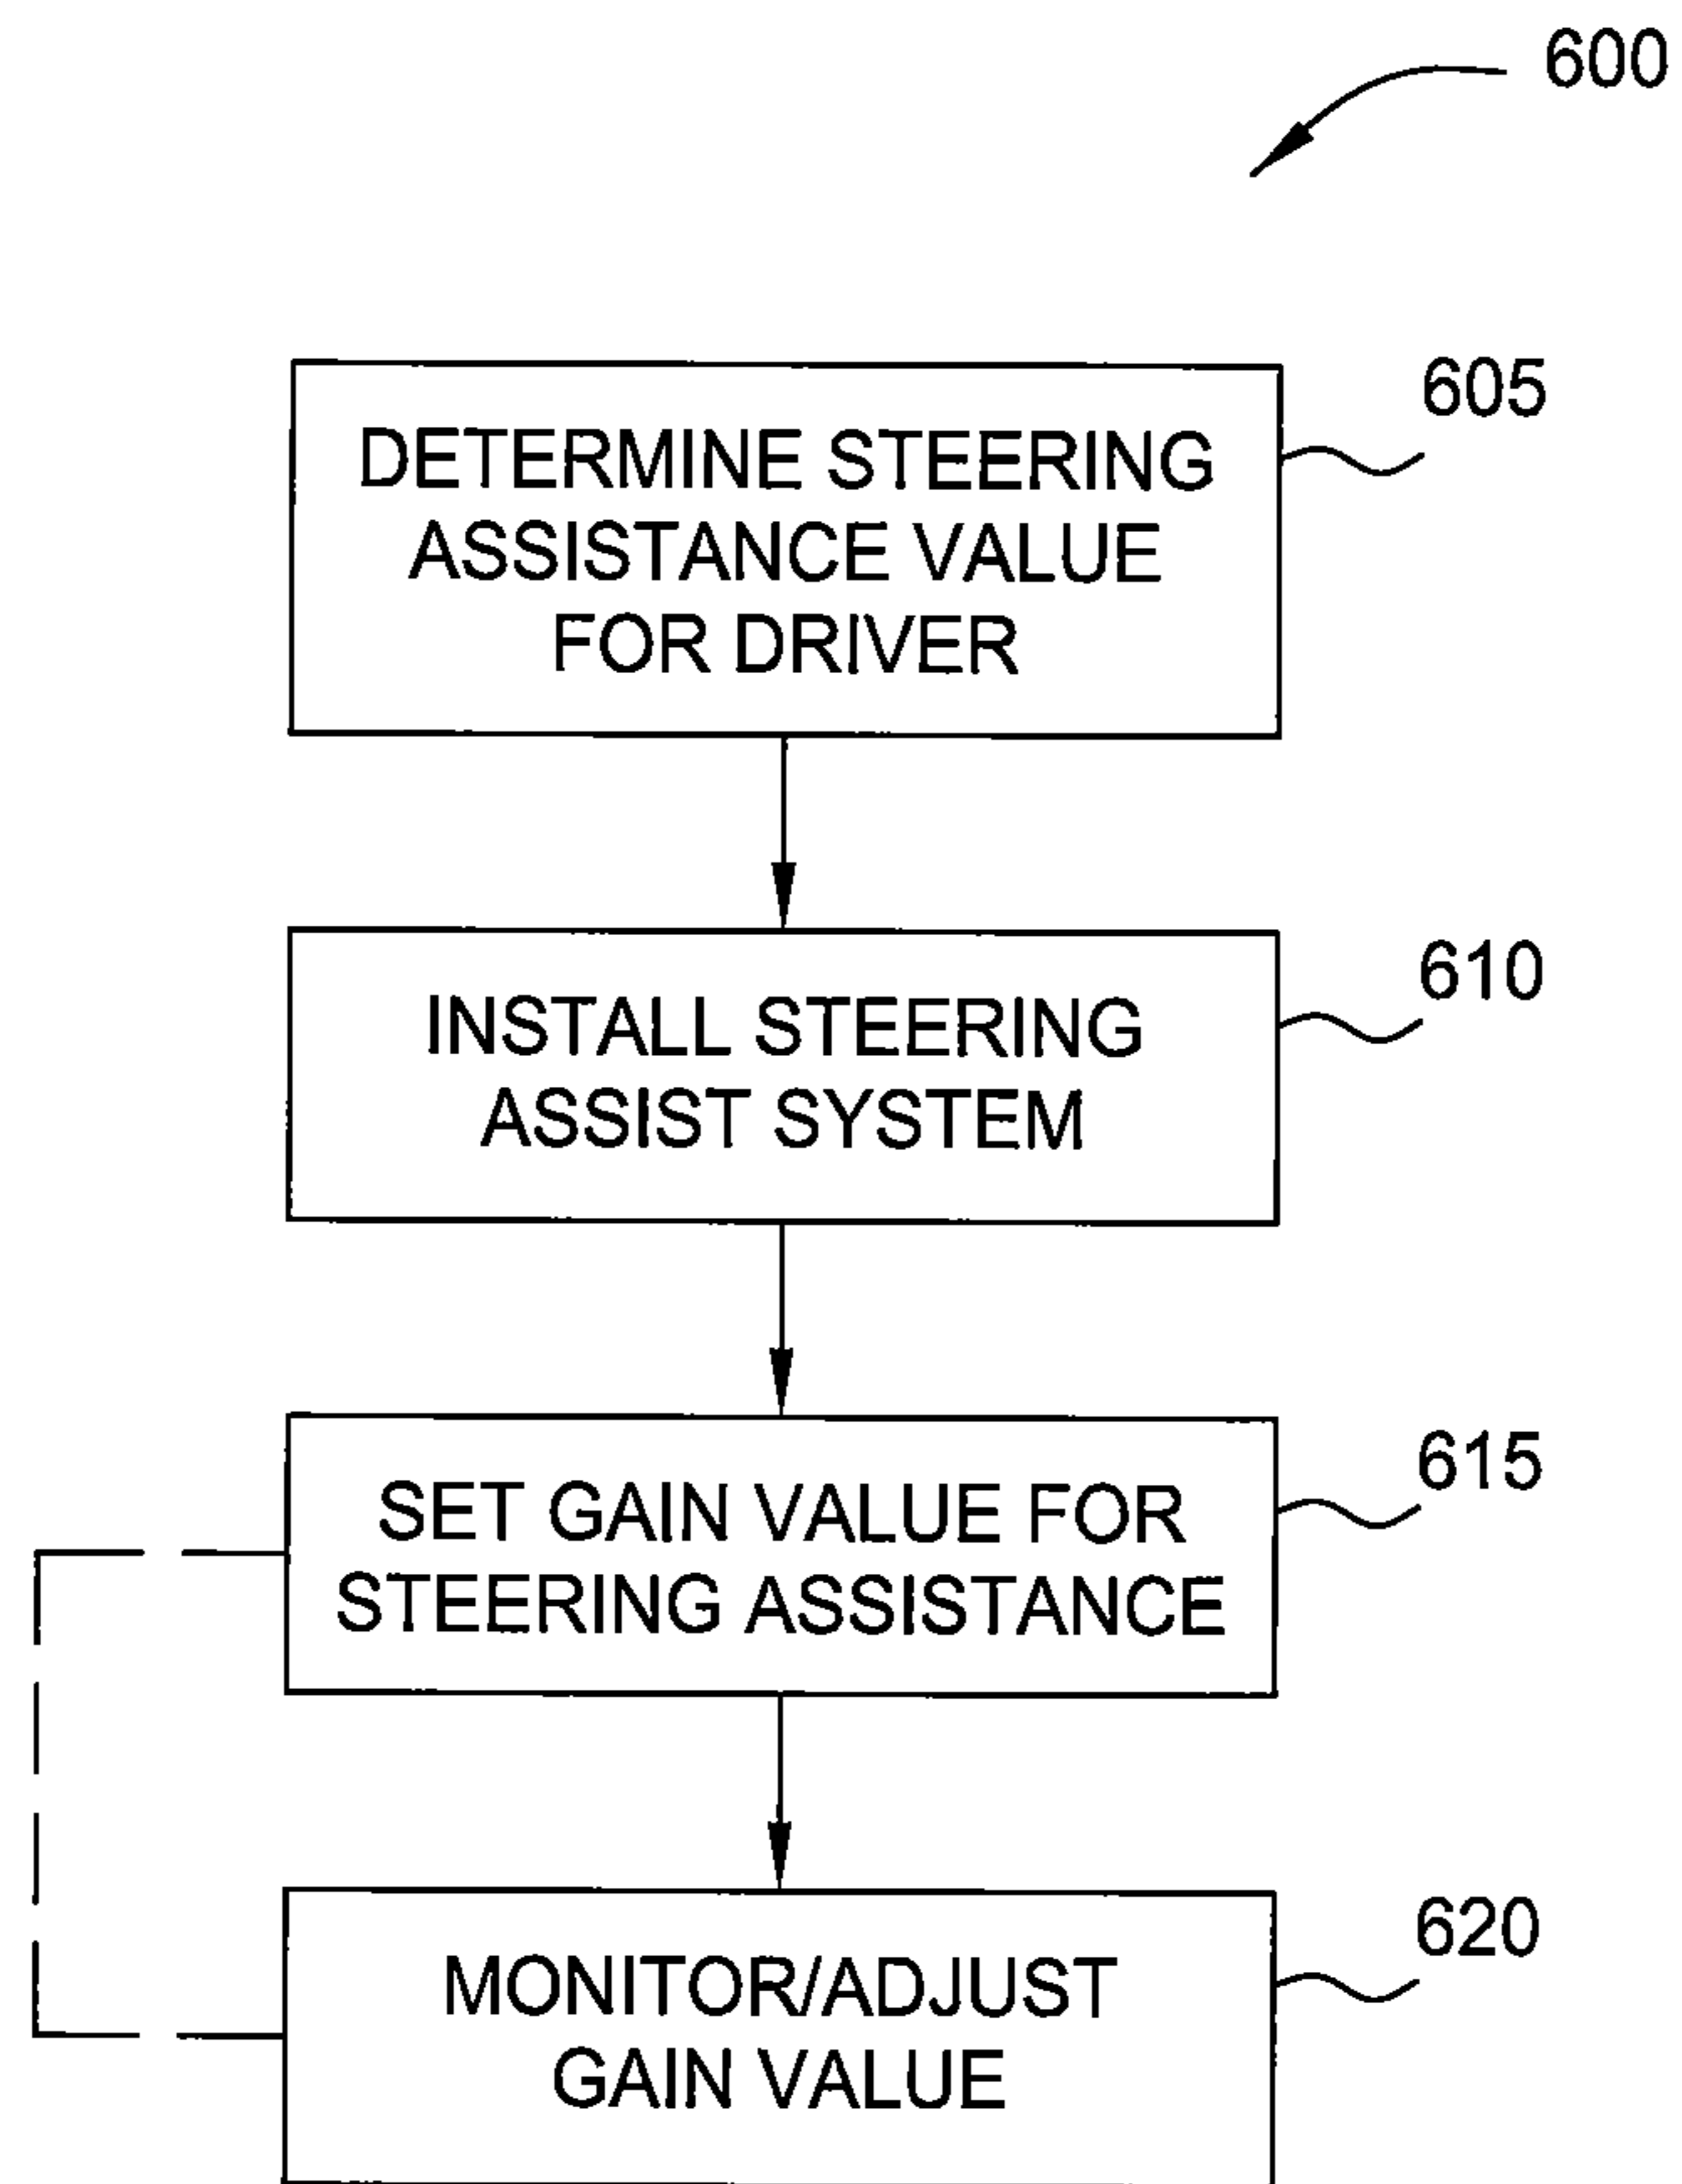 600
605
DETERMINE STEERING
ASSISTANCE VALUE
FOR DRIVER
610
INSTALL STEERING
ASSIST SYSTEM
615
SET GAIN VALUE FOR
STEERING ASSISTANCE
620
MONITOR/ADJUST
GAIN VALUE